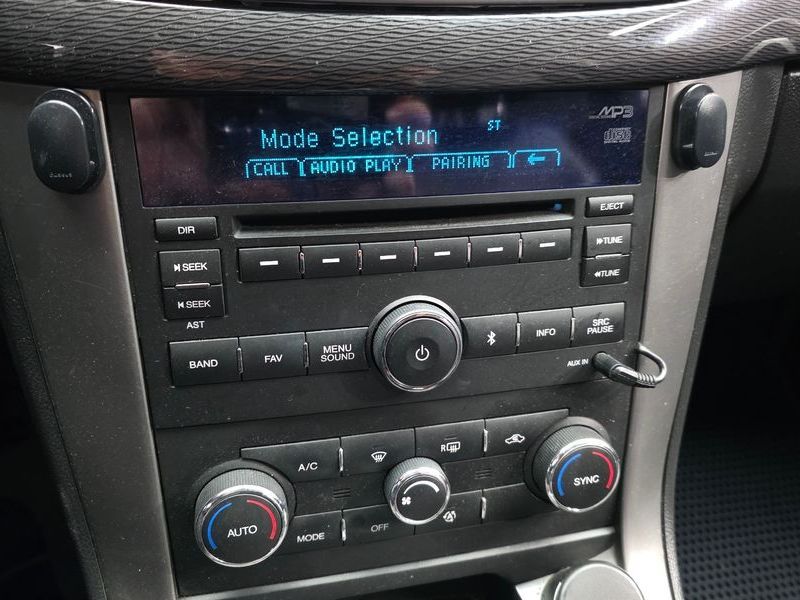 MP3
Mode Selection ST
disc
CALL AUDIO PLAY PAIRING ←
DIR
EJECT
SEEK
TUNE
SEEK
TUNE
AST
BAND
FAV
MENU
SOUND
INFO
SRC
PAUSE
AUX IN
A/C
R
AUTO
MODE
OFF
SYNC